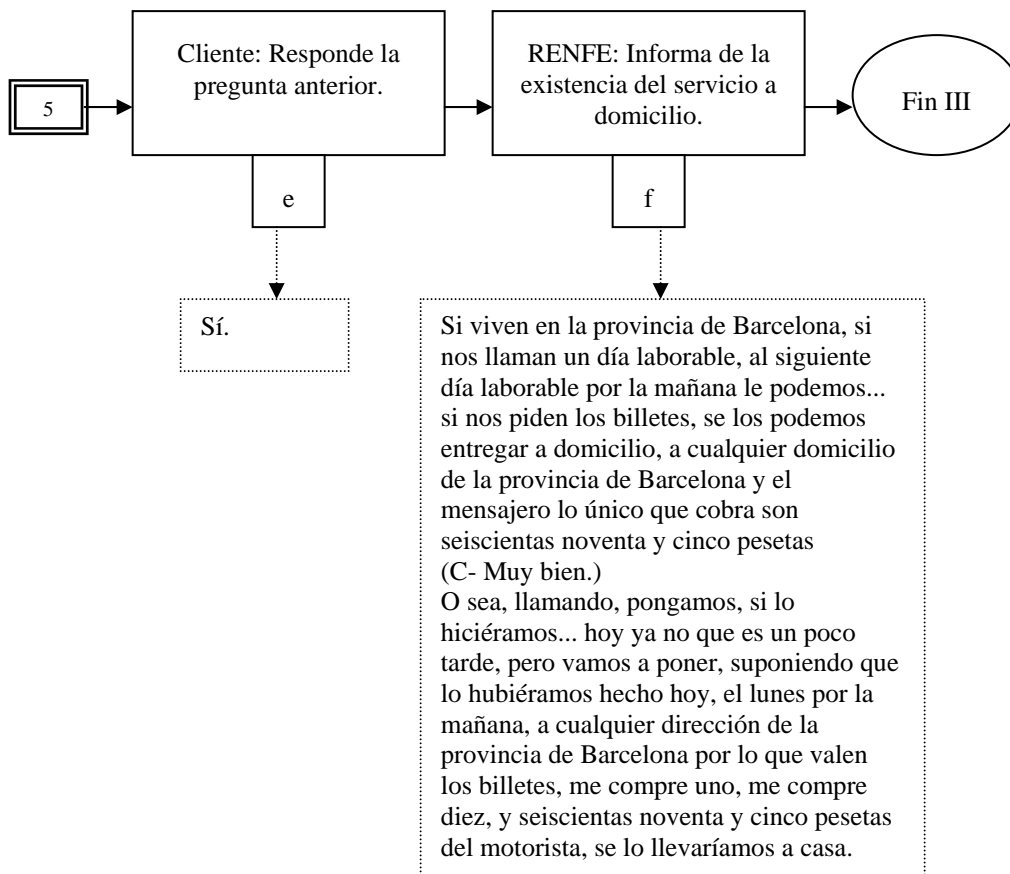 5
Cliente: Responde la
pregunta anterior.
RENFE: Informa de la
existencia del servicio a
domicilio.
Fin III
e
f
Sí.
Si viven en la provincia de Barcelona, si
nos llaman un día laborable, al siguiente
día laborable por la mañana le podemos...
si nos piden los billetes, se los podemos
entregar a domicilio, a cualquier domicilio
de la provincia de Barcelona y el
mensajero lo único que cobra son
seiscientas noventa y cinco pesetas
(C- Muy bien.)
O sea, llamando, pongamos, si lo
hiciéramos... hoy ya no que es un poco
tarde, pero vamos a poner, suponiendo que
lo hubiéramos hecho hoy, el lunes por la
mañana, a cualquier dirección de la
provincia de Barcelona por lo que valen
los billetes, me compre uno, me compre
diez, y seiscientas noventa y cinco pesetas
del motorista, se lo llevaríamos a casa.